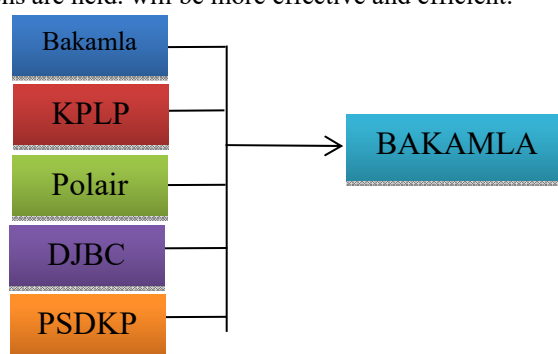 ns are held. will be more effective and efficient.
Bakamla
KPLP
Polair
DJBC
PSDKP
BAKAMLA